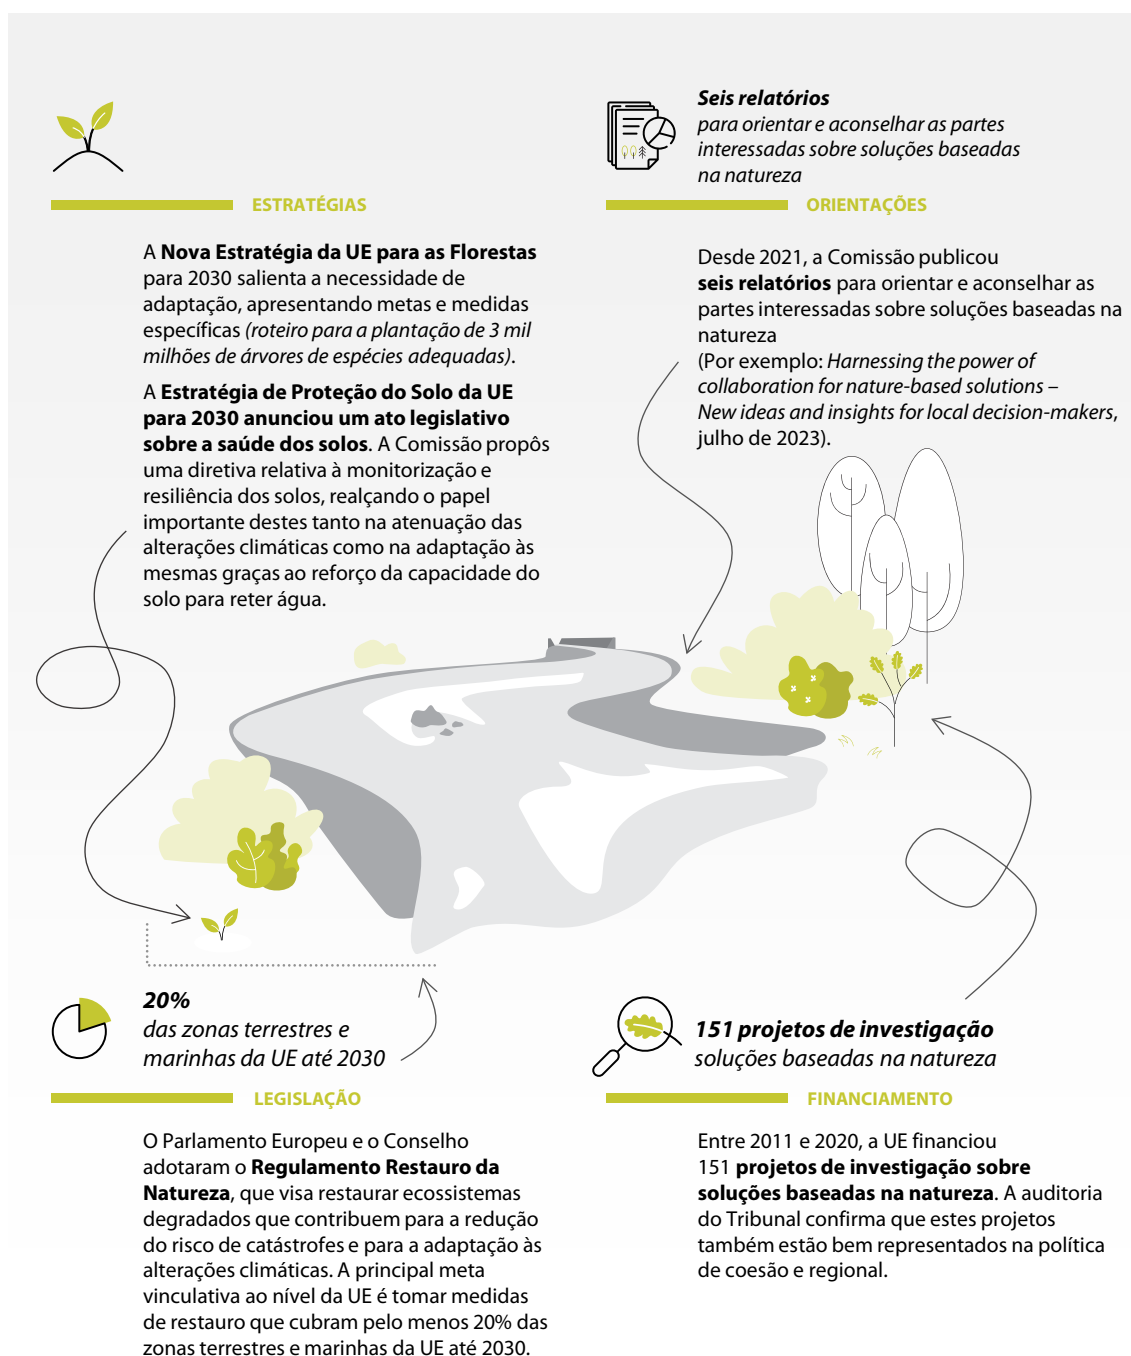 ESTRATÉGIAS
A Nova Estratégia da UE para as Florestas
para 2030 salienta a necessidade de
adaptação, apresentando metas e medidas
específicas (roteiro para a plantação de 3 mil
milhões de árvores de espécies adequadas).
A Estratégia de Proteção do Solo da UE
para 2030 anunciou um ato legislativo
sobre a saúde dos solos. A Comissão propôs
uma diretiva relativa à monitorização e
resiliência dos solos, realçando o papel
importante destes tanto na atenuação das
alterações climáticas como na adaptação às
mesmas graças ao reforço da capacidade do
solo para reter água.
Seis relatórios
para orientar e aconselhar as partes
interessadas sobre soluções baseadas
na natureza
ORIENTAÇÕES
Desde 2021, a Comissão publicou
seis relatórios para orientar e aconselhar as
partes interessadas sobre soluções baseadas na
natureza
(Por exemplo: Harnessing the power of
collaboration for nature-based solutions –
New ideas and insights for local decision-makers,
julho de 2023).
20%
das zonas terrestres e
marinhas da UE até 2030
LEGISLAÇÃO
O Parlamento Europeu e o Conselho
adotaram o Regulamento Restauro da
Natureza, que visa restaurar ecossistemas
degradados que contribuem para a redução
do risco de catástrofes e para a adaptação às
alterações climáticas. A principal meta
vinculativa ao nível da UE é tomar medidas
de restauro que cubram pelo menos 20% das
zonas terrestres e marinhas da UE até 2030.
151 projetos de investigação
soluções baseadas na natureza
FINANCIAMENTO
Entre 2011 e 2020, a UE financiou
151 projetos de investigação sobre
soluções baseadas na natureza. A auditoria
do Tribunal confirma que estes projetos
também estão bem representados na política
de coesão e regional.